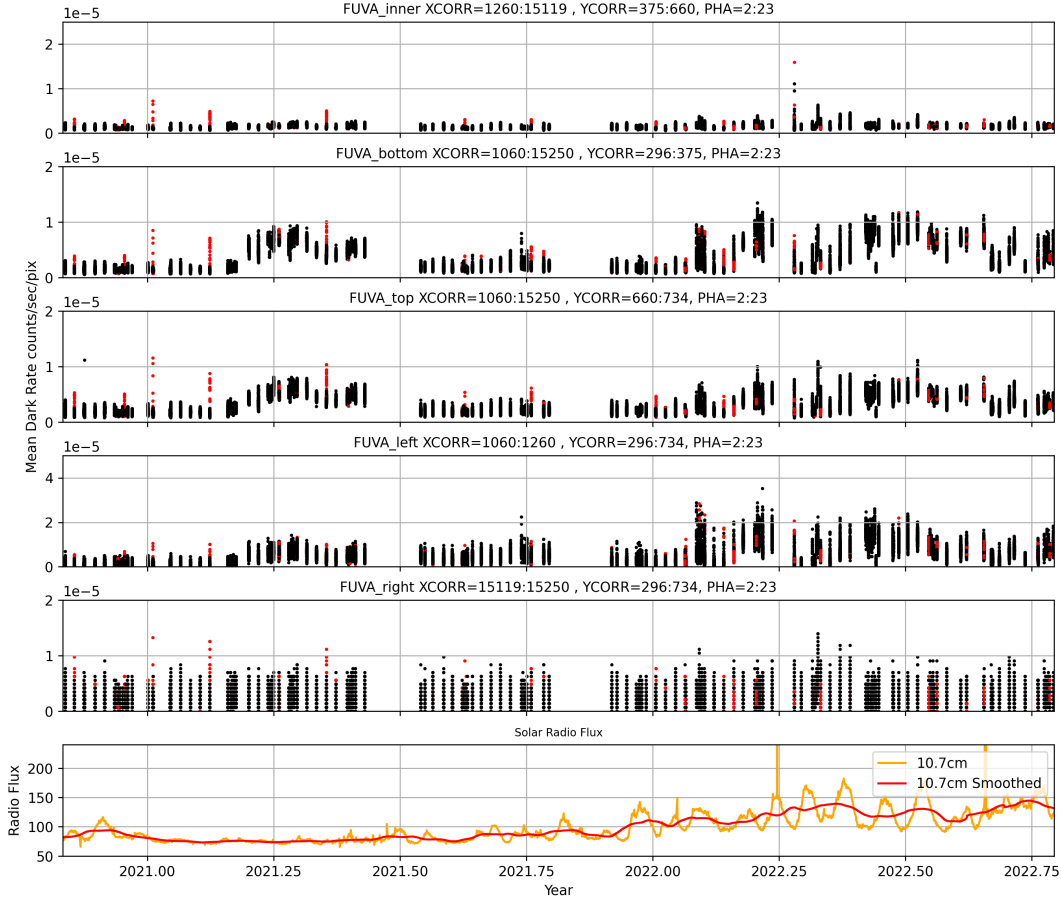 FUVA_inner XCORR=1260:15119 , YCORR=375:660, PHA=2:23
1e−5
2
1
0
FUVA_bottom XCORR=1060:15250 , YCORR=296:375, PHA=2:23
1e−5
2
1
0
FUVA_top XCORR=1060:15250 , YCORR=660:734, PHA=2:23
1e−5
2
1
0
Mean Dark Rate counts/sec/pix
FUVA_left XCORR=1060:1260 , YCORR=296:734, PHA=2:23
1e−5
4
2
0
FUVA_right XCORR=15119:15250 , YCORR=296:734, PHA=2:23
1e−5
2
1
0
Solar Radio Flux
200
150
100
50
Radio Flux
10.7cm
10.7cm Smoothed
2021.00 2021.25 2021.50 2021.75 2022.00 2022.25 2022.50 2022.75
Year